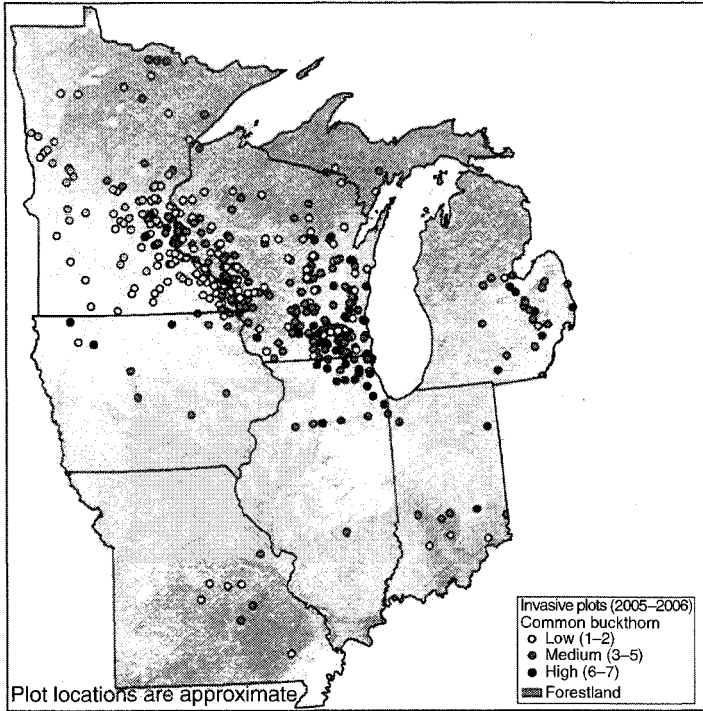 Invasive plots (2005–2006)
Common buckthorn
Low (1–2)
Medium (3–5)
High (6–7)
Forestland
Plot locations are approximate